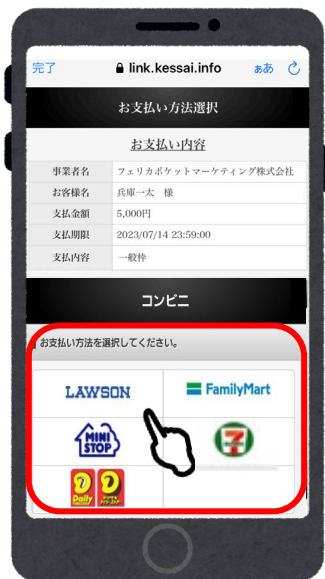 完了 link.kessai.info ああ
お支払い方法選択
お支払い内容
事業者名 フェリカポケットマーケティング株式会社
お客様名 兵庫一太 様
支払金額 5,000円
支払期限 2023/07/14 23:59:00
支払内容 一般枠
コンビニ
お支払い方法を選択してください。
LAWSON FamilyMart
MINI STOP 7 ELEVEN
Daily